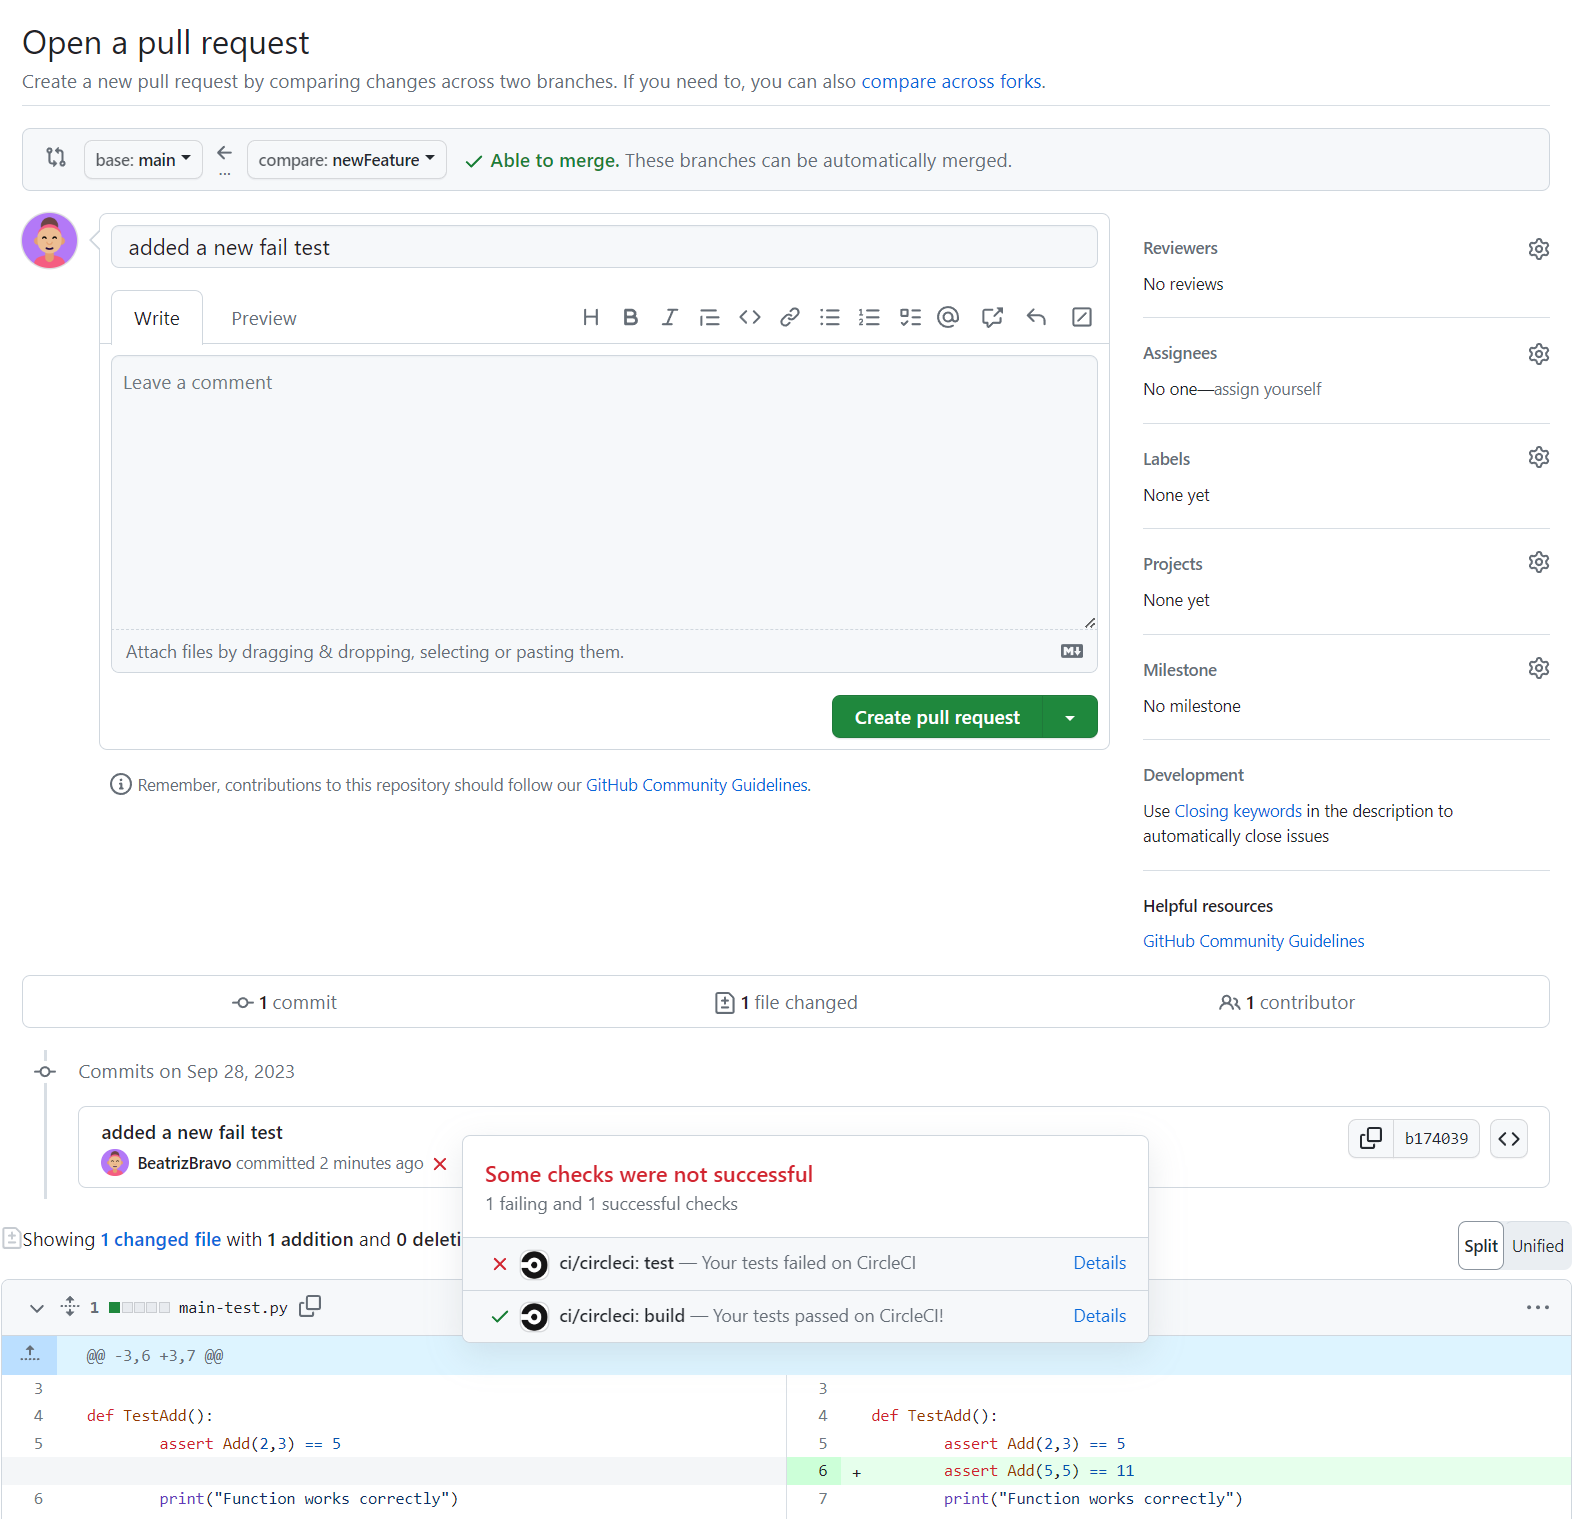 Open a pull request
Create a new pull request by comparing changes across two branches. If you need to, you can also compare across forks.
base: main
...
compare: newFeature
Able to merge. These branches can be automatically merged.
added a new fail test
Write
Preview
Leave a comment
Attach files by dragging & dropping, selecting or pasting them.
Create pull request
Remember, contributions to this repository should follow our GitHub Community Guidelines.
Reviewers
No reviews
Assignees
No one—assign yourself
Labels
None yet
Projects
None yet
Milestone
No milestone
Development
Use Closing keywords in the description to
automatically close issues
Helpful resources
GitHub Community Guidelines
1 commit
1 file changed
1 contributor
Commits on Sep 28, 2023
added a new fail test
BeatrizBravo committed 2 minutes ago
b174039
Some checks were not successful
1 failing and 1 successful checks
ci/circleci: test — Your tests failed on CircleCI
Details
ci/circleci: build — Your tests passed on CircleCI!
Details
Showing 1 changed file with 1 addition and 0 deleti
Split
Unified
1 main-test.py
@@ -3,6 +3,7 @@
3
4 def TestAdd():
5 assert Add(2,3) == 5
6 print("Function works correctly")
3
4 def TestAdd():
5 assert Add(2,3) == 5
6 + assert Add(5,5) == 11
7 print("Function works correctly")